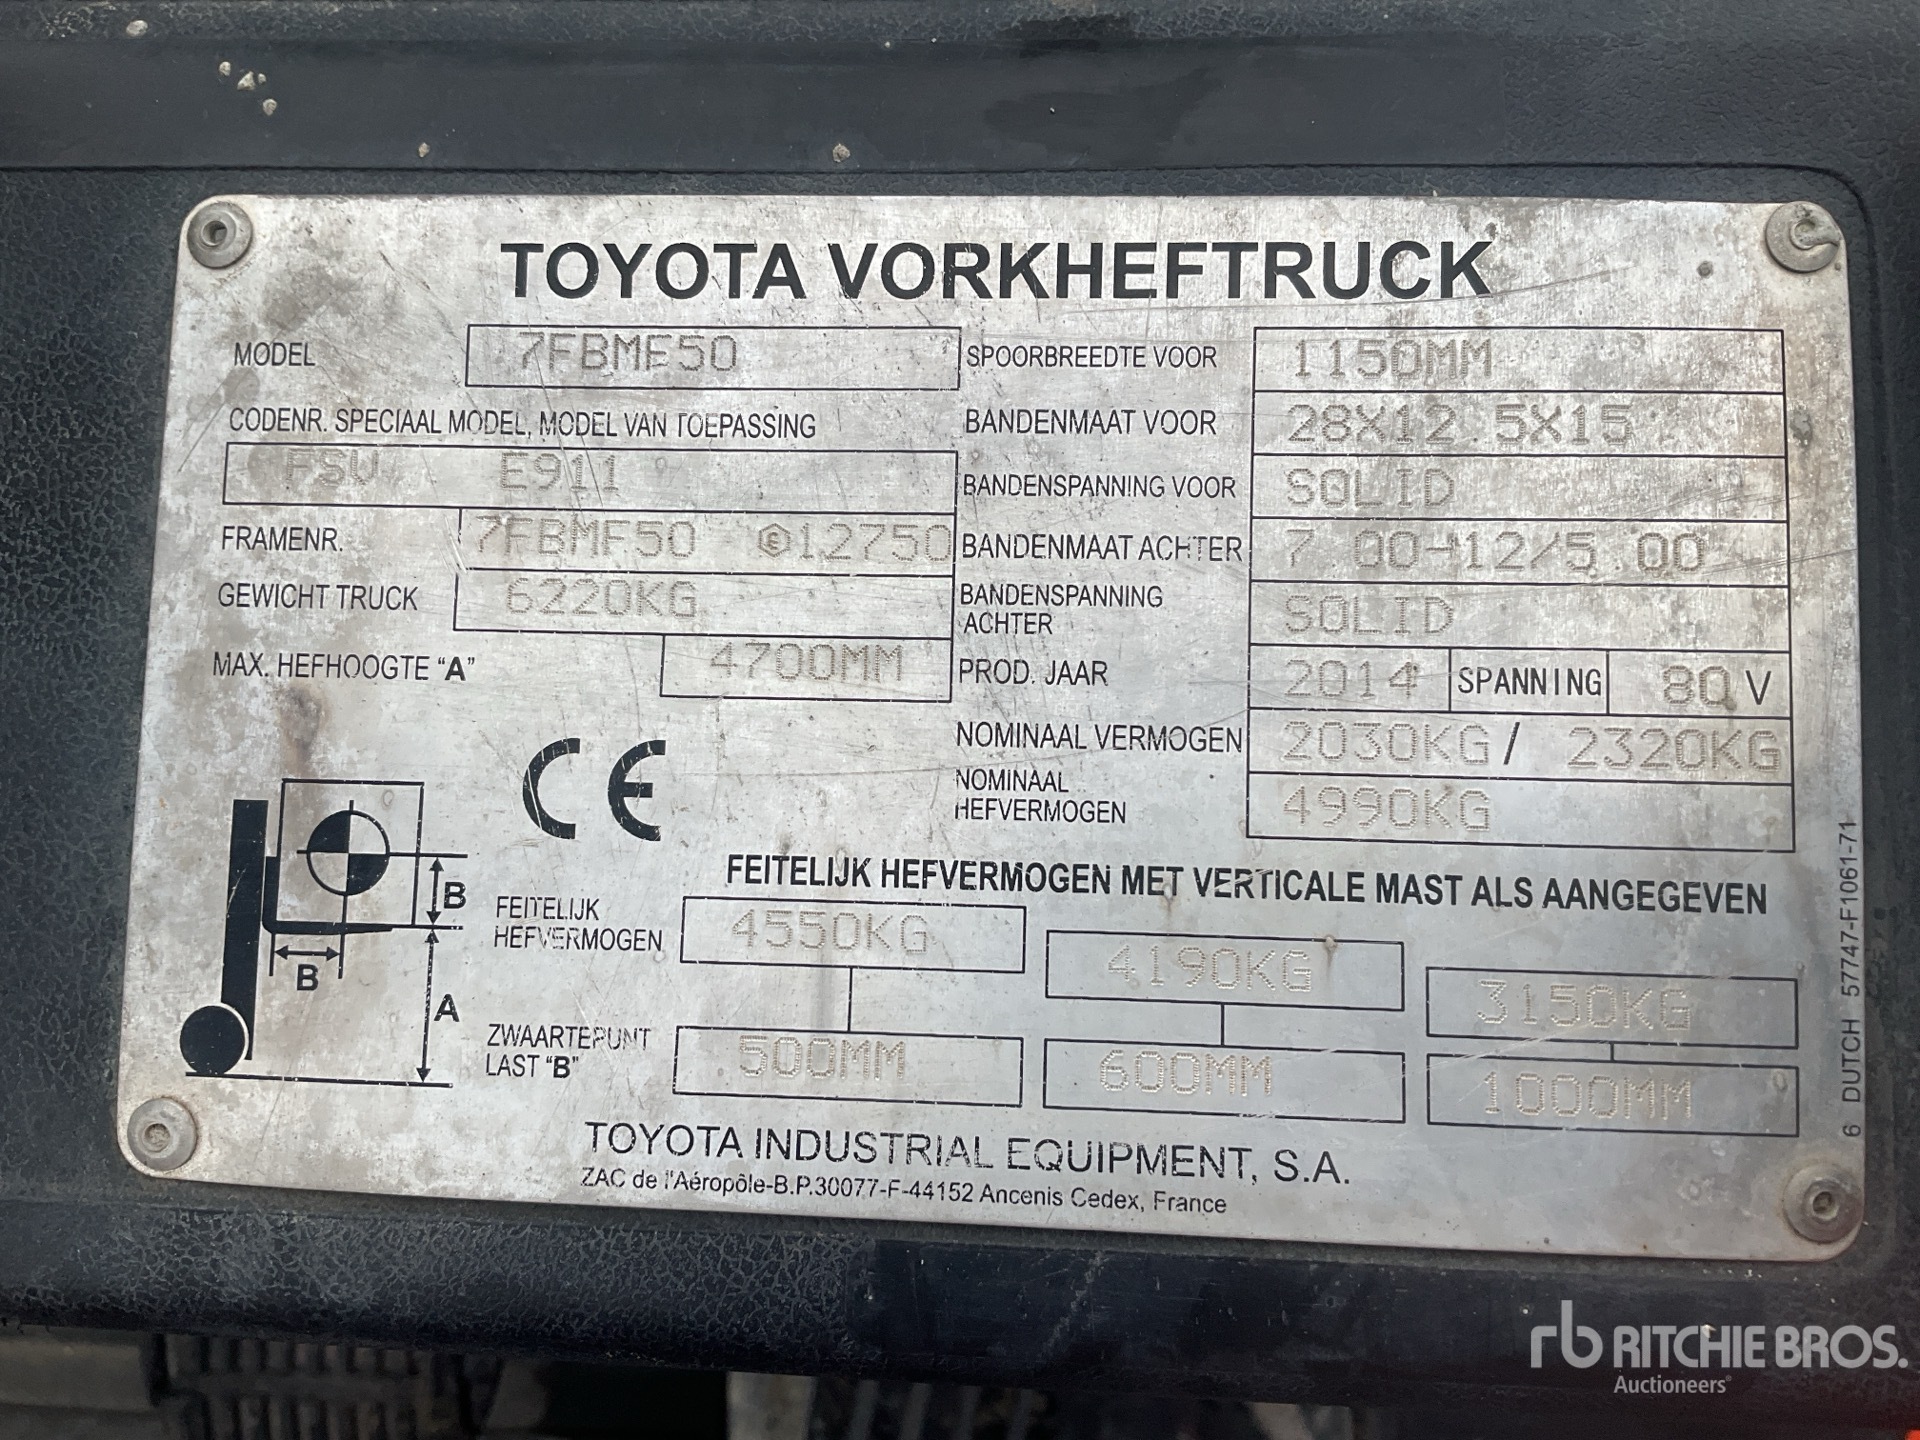 TOYOTA VORKHEFTRUCK
MODEL 7FBMF50
CODENR. SPECIAAL MODEL, MODEL VAN TOEPASSING
FSV E911
FRAMENR. 7FBMF50 E12750
GEWICHT TRUCK 6220KG
MAX. HEFHOOGTE "A" 4700MM
SPOORBREEDTE VOOR 1150MM
BANDENMAAT VOOR 28X12.5X15
BANDENSPANNING VOOR SOLID
BANDENMAAT ACHTER 7.00-12/5.00
BANDENSPANNING
ACHTER SOLID
PROD. JAAR 2014 SPANNING 80 V
NOMINAAL VERMOGEN 2030KG / 2320KG
NOMINAAL
HEFVERMOGEN 4990KG
CE
B
B
A
FEITELIJK HEFVERMOGEN MET VERTICALE MAST ALS AANGEGEVEN
FEITELIJK
HEFVERMOGEN 4550KG 4190KG 3150KG
ZWAARTEPUNT
LAST "B" 500MM 600MM 1000MM
TOYOTA INDUSTRIAL EQUIPMENT, S.A.
ZAC de l'Aéropôle-B.P.30077-F-44152 Ancenis Cedex, France
6 DUTCH 57747-F1061-71
rb RITCHIE BROS.
Auctioneers